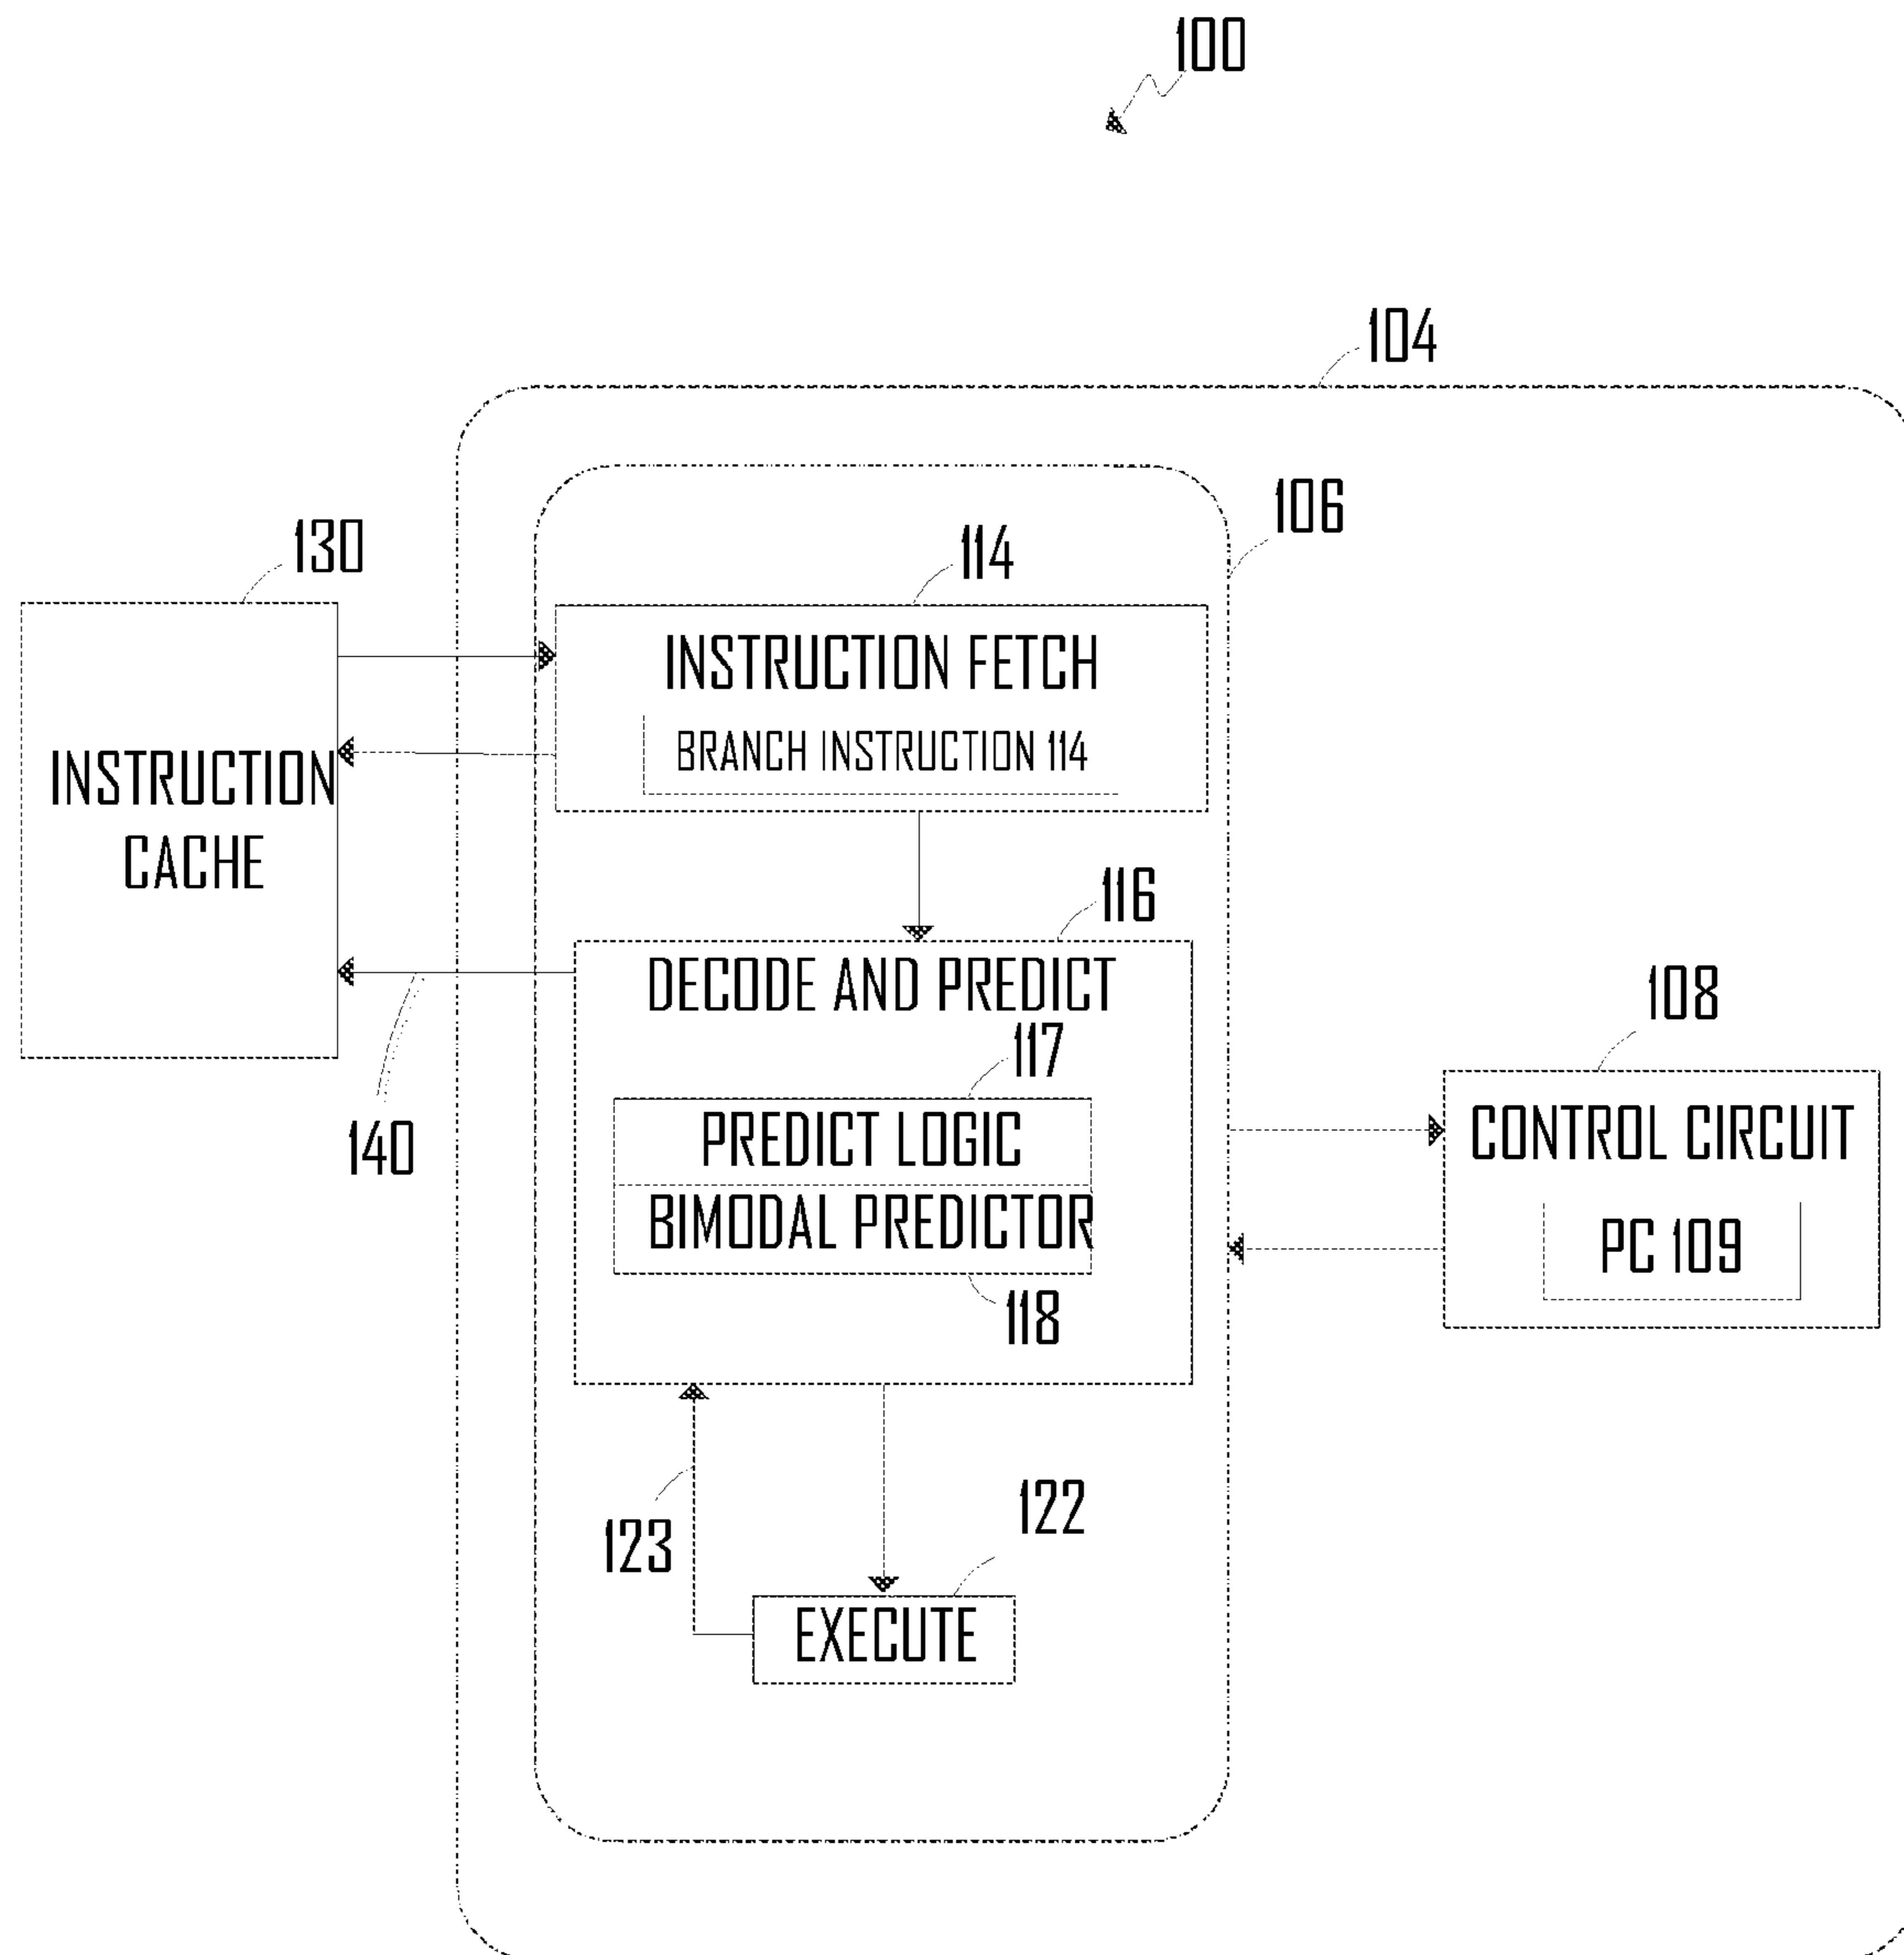 100
104
106
130
114
INSTRUCTION FETCH
BRANCH INSTRUCTION 114
INSTRUCTION
CACHE
116
DECODE AND PREDICT
117
108
PREDICT LOGIC
CONTROL CIRCUIT
140
BIMODAL PREDICTOR
PC 109
118
122
123
EXECUTE